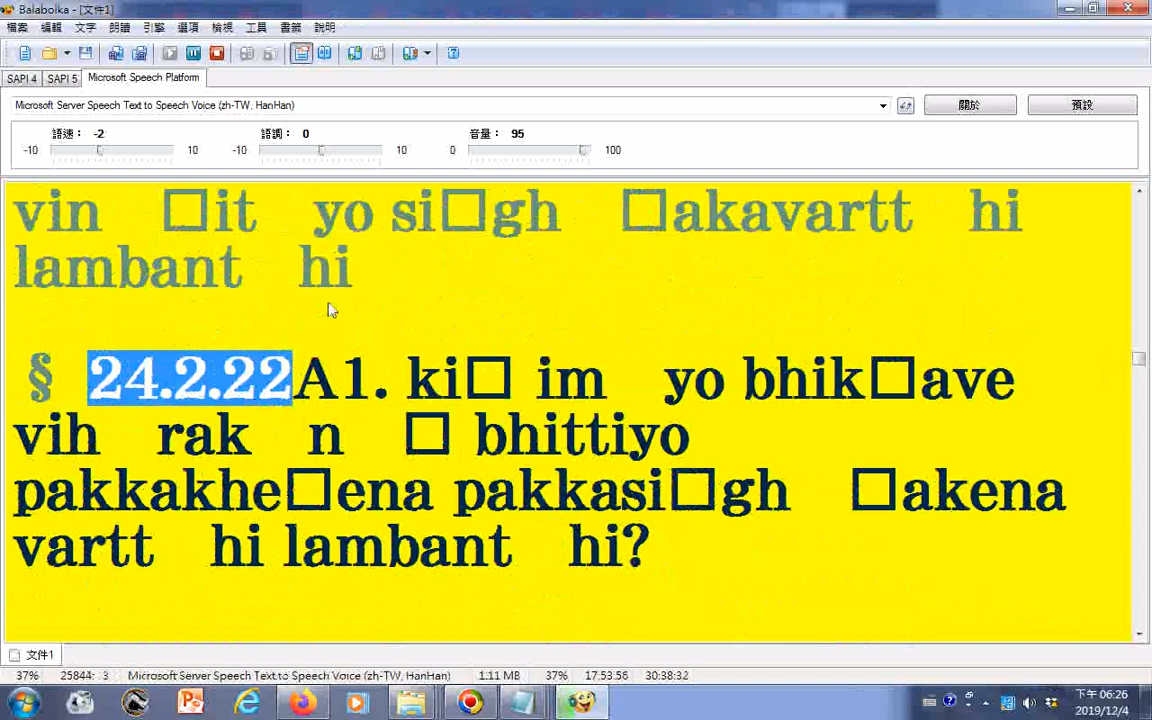 Balabolka - [文件1]
檔案 編輯 文字 朗讀 引擎 選項 檢視 工具 書籤 說明
SAPI 4 SAPI 5 Microsoft Speech Platform
Microsoft Server Speech Text to Speech Voice (zh-TW, HanHan) 關於 預設
語速： -2 語調： 0 音量： 95
-10 10 -10 10 0 100
vin □it yo si□gh □akavartt hi
lambant hi
§ 24.2.22A1. ki□ im yo bhik□ave
vih rak n □ bhittiyo
pakkakhe□ena pakkasi□gh □akena
vartt hi lambant hi?
文件1
37% 25844: 3 Microsoft Server Speech Text to Speech Voice (zh-TW, HanHan) 1.11 MB 37% 17:53:56 30:38:32
下午 06:26
2019/12/4